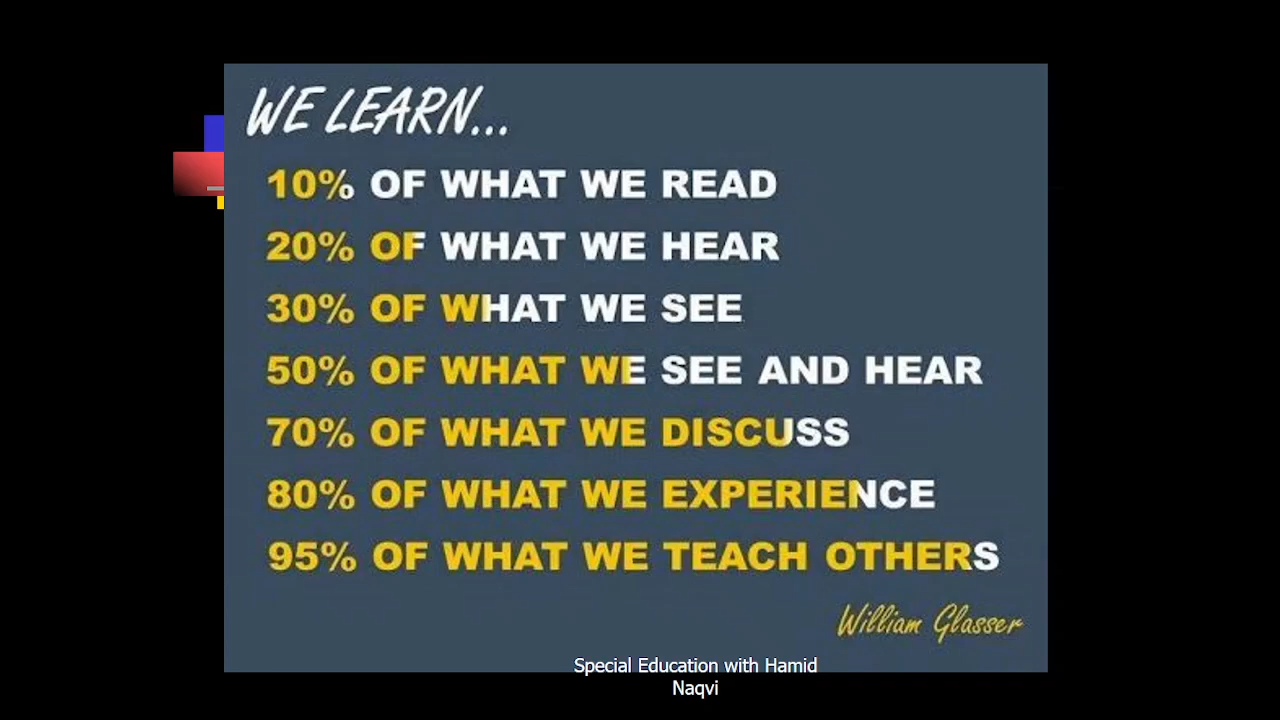 WE LEARN...
10% OF WHAT WE READ
20% OF WHAT WE HEAR
30% OF WHAT WE SEE
50% OF WHAT WE SEE AND HEAR
70% OF WHAT WE DISCUSS
80% OF WHAT WE EXPERIENCE
95% OF WHAT WE TEACH OTHERS
William Glasser
Special Education with Hamid
Naqvi